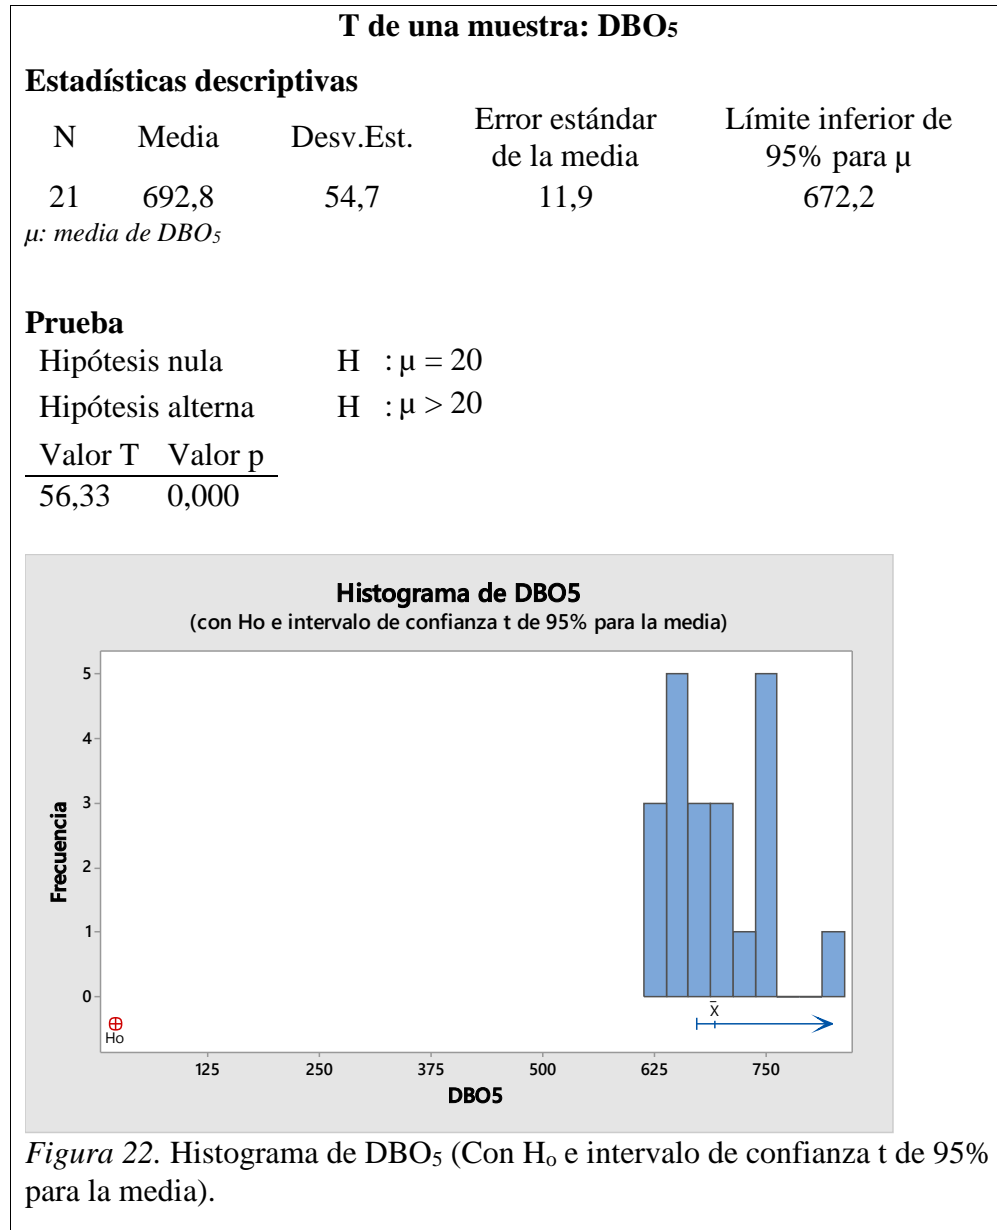 T de una muestra: DBO₅
Estadísticas descriptivas
N Media Desv.Est. Error estándar de la media Límite inferior de 95% para μ
21 692,8 54,7 11,9 672,2
μ: media de DBO₅
Prueba
Hipótesis nula H : μ = 20
Hipótesis alterna H : μ > 20
Valor T Valor p
56,33 0,000
Histograma de DBO5
(con Ho e intervalo de confianza t de 95% para la media)
Frecuencia
5
4
3
2
1
0
X̄
Ho
125 250 375 500 625 750
DBO5
Figura 22. Histograma de DBO₅ (Con Hₒ e intervalo de confianza t de 95%
para la media).